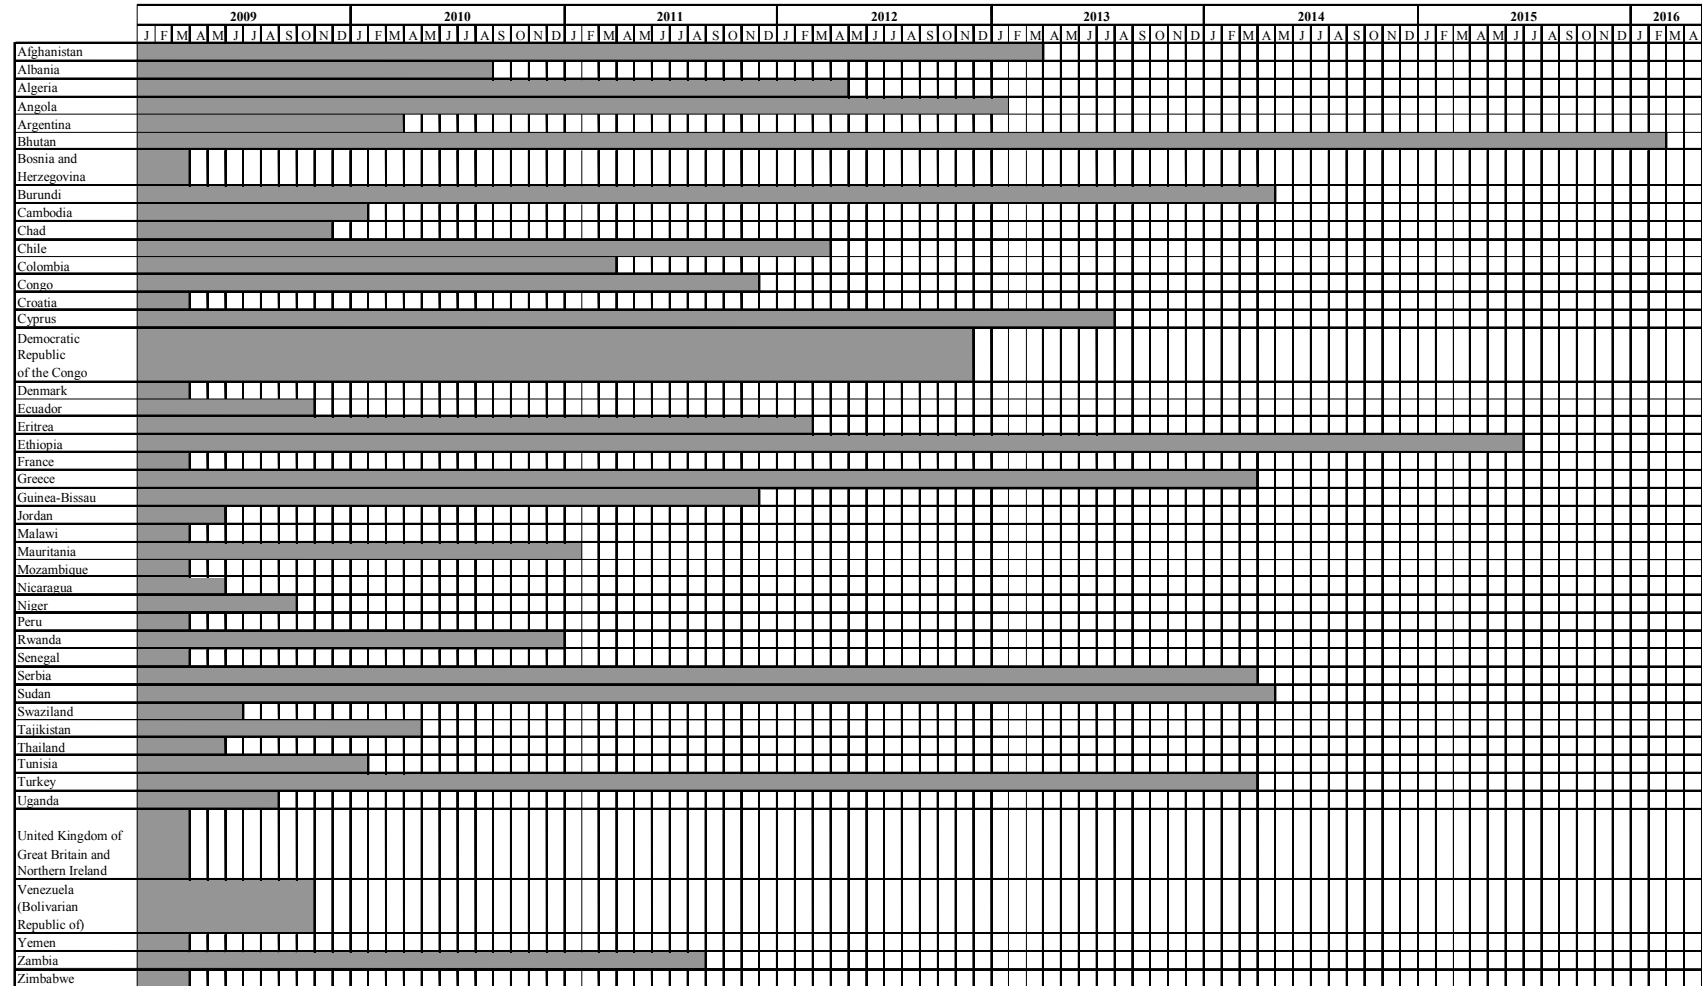 2009 2010 2011 2012 2013 2014 2015 2016
J F M A M J J A S O N D J F M A M J J A S O N D J F M A M J J A S O N D J F M A M J J A S O N D J F M A M J J A S O N D J F M A M J J A S O N D J F M A M J J A S O N D J F M A
Afghanistan
Albania
Algeria
Angola
Argentina
Bhutan
Bosnia and
Herzegovina
Burundi
Cambodia
Chad
Chile
Colombia
Congo
Croatia
Cyprus
Democratic
Republic
of the Congo
Denmark
Ecuador
Eritrea
Ethiopia
France
Greece
Guinea-Bissau
Jordan
Malawi
Mauritania
Mozambique
Nicaragua
Niger
Peru
Rwanda
Senegal
Serbia
Sudan
Swaziland
Tajikistan
Thailand
Tunisia
Turkey
Uganda
United Kingdom of
Great Britain and
Northern Ireland
Venezuela
(Bolivarian
Republic of)
Yemen
Zambia
Zimbabwe